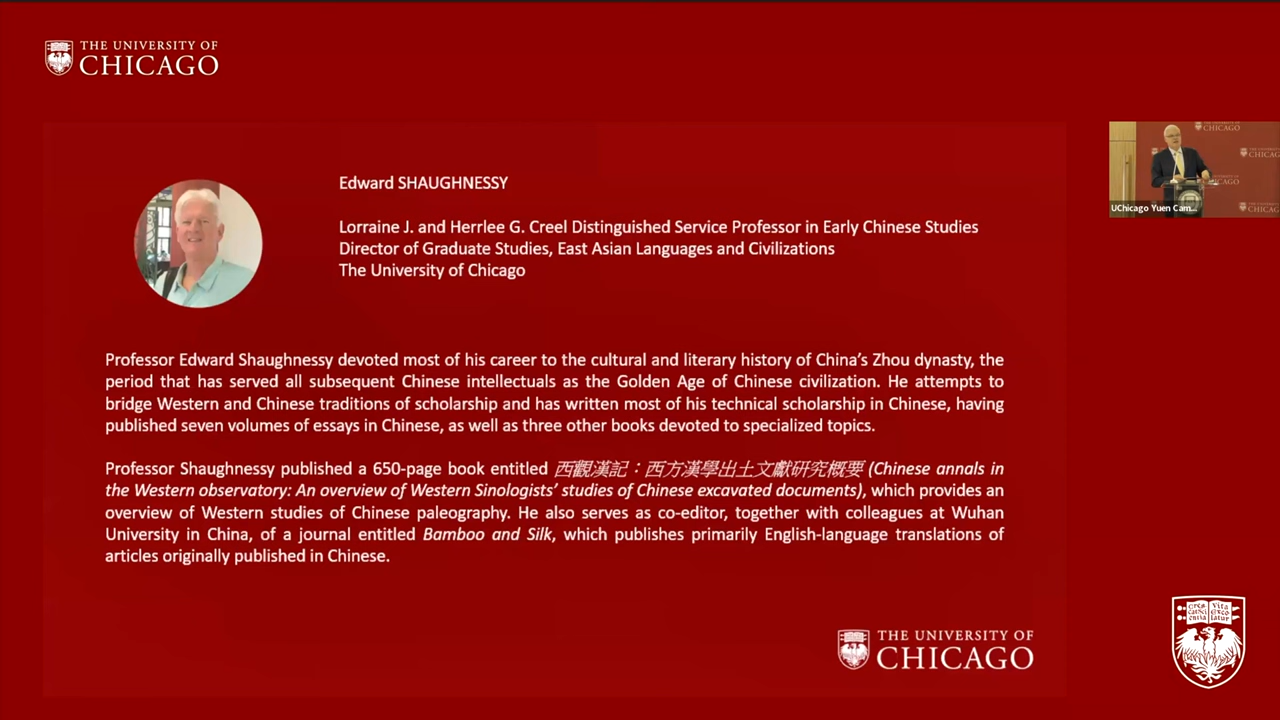 THE UNIVERSITY OF
CHICAGO
Edward SHAUGHNESSY
Lorraine J. and Herrlee G. Creel Distinguished Service Professor in Early Chinese Studies
Director of Graduate Studies, East Asian Languages and Civilizations
The University of Chicago
UChicago Yuen Cam...
Professor Edward Shaughnessy devoted most of his career to the cultural and literary history of China's Zhou dynasty, the
period that has served all subsequent Chinese intellectuals as the Golden Age of Chinese civilization. He attempts to
bridge Western and Chinese traditions of scholarship and has written most of his technical scholarship in Chinese, having
published seven volumes of essays in Chinese, as well as three other books devoted to specialized topics.
Professor Shaughnessy published a 650-page book entitled 西觀漢記：西方漢學出土文獻研究概要 (Chinese annals in
the Western observatory: An overview of Western Sinologists' studies of Chinese excavated documents), which provides an
overview of Western studies of Chinese paleography. He also serves as co-editor, together with colleagues at Wuhan
University in China, of a journal entitled Bamboo and Silk, which publishes primarily English-language translations of
articles originally published in Chinese.
THE UNIVERSITY OF
CHICAGO